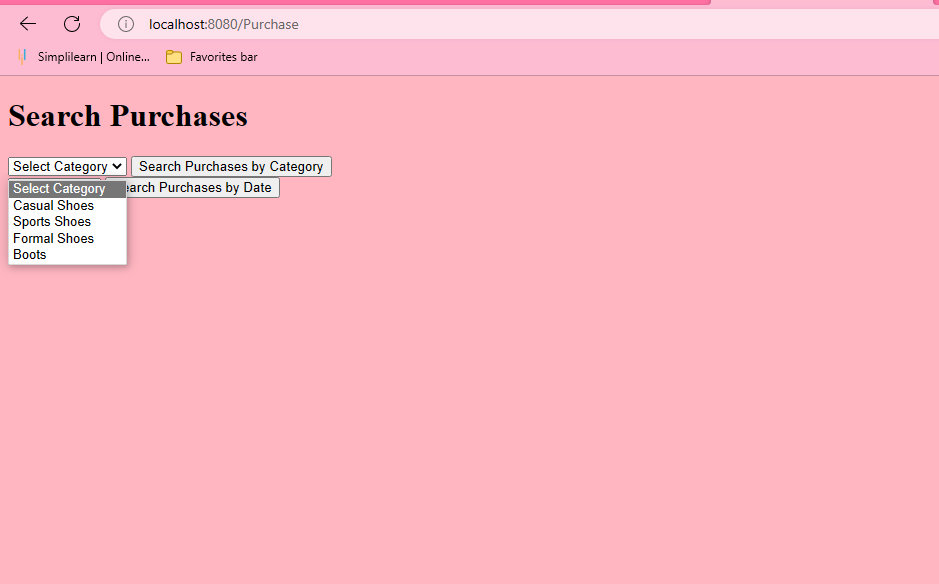 localhost:8080/Purchase
Simplilearn | Online... Favorites bar
Search Purchases
Select Category Search Purchases by Category
earch Purchases by Date
Select Category
Casual Shoes
Sports Shoes
Formal Shoes
Boots